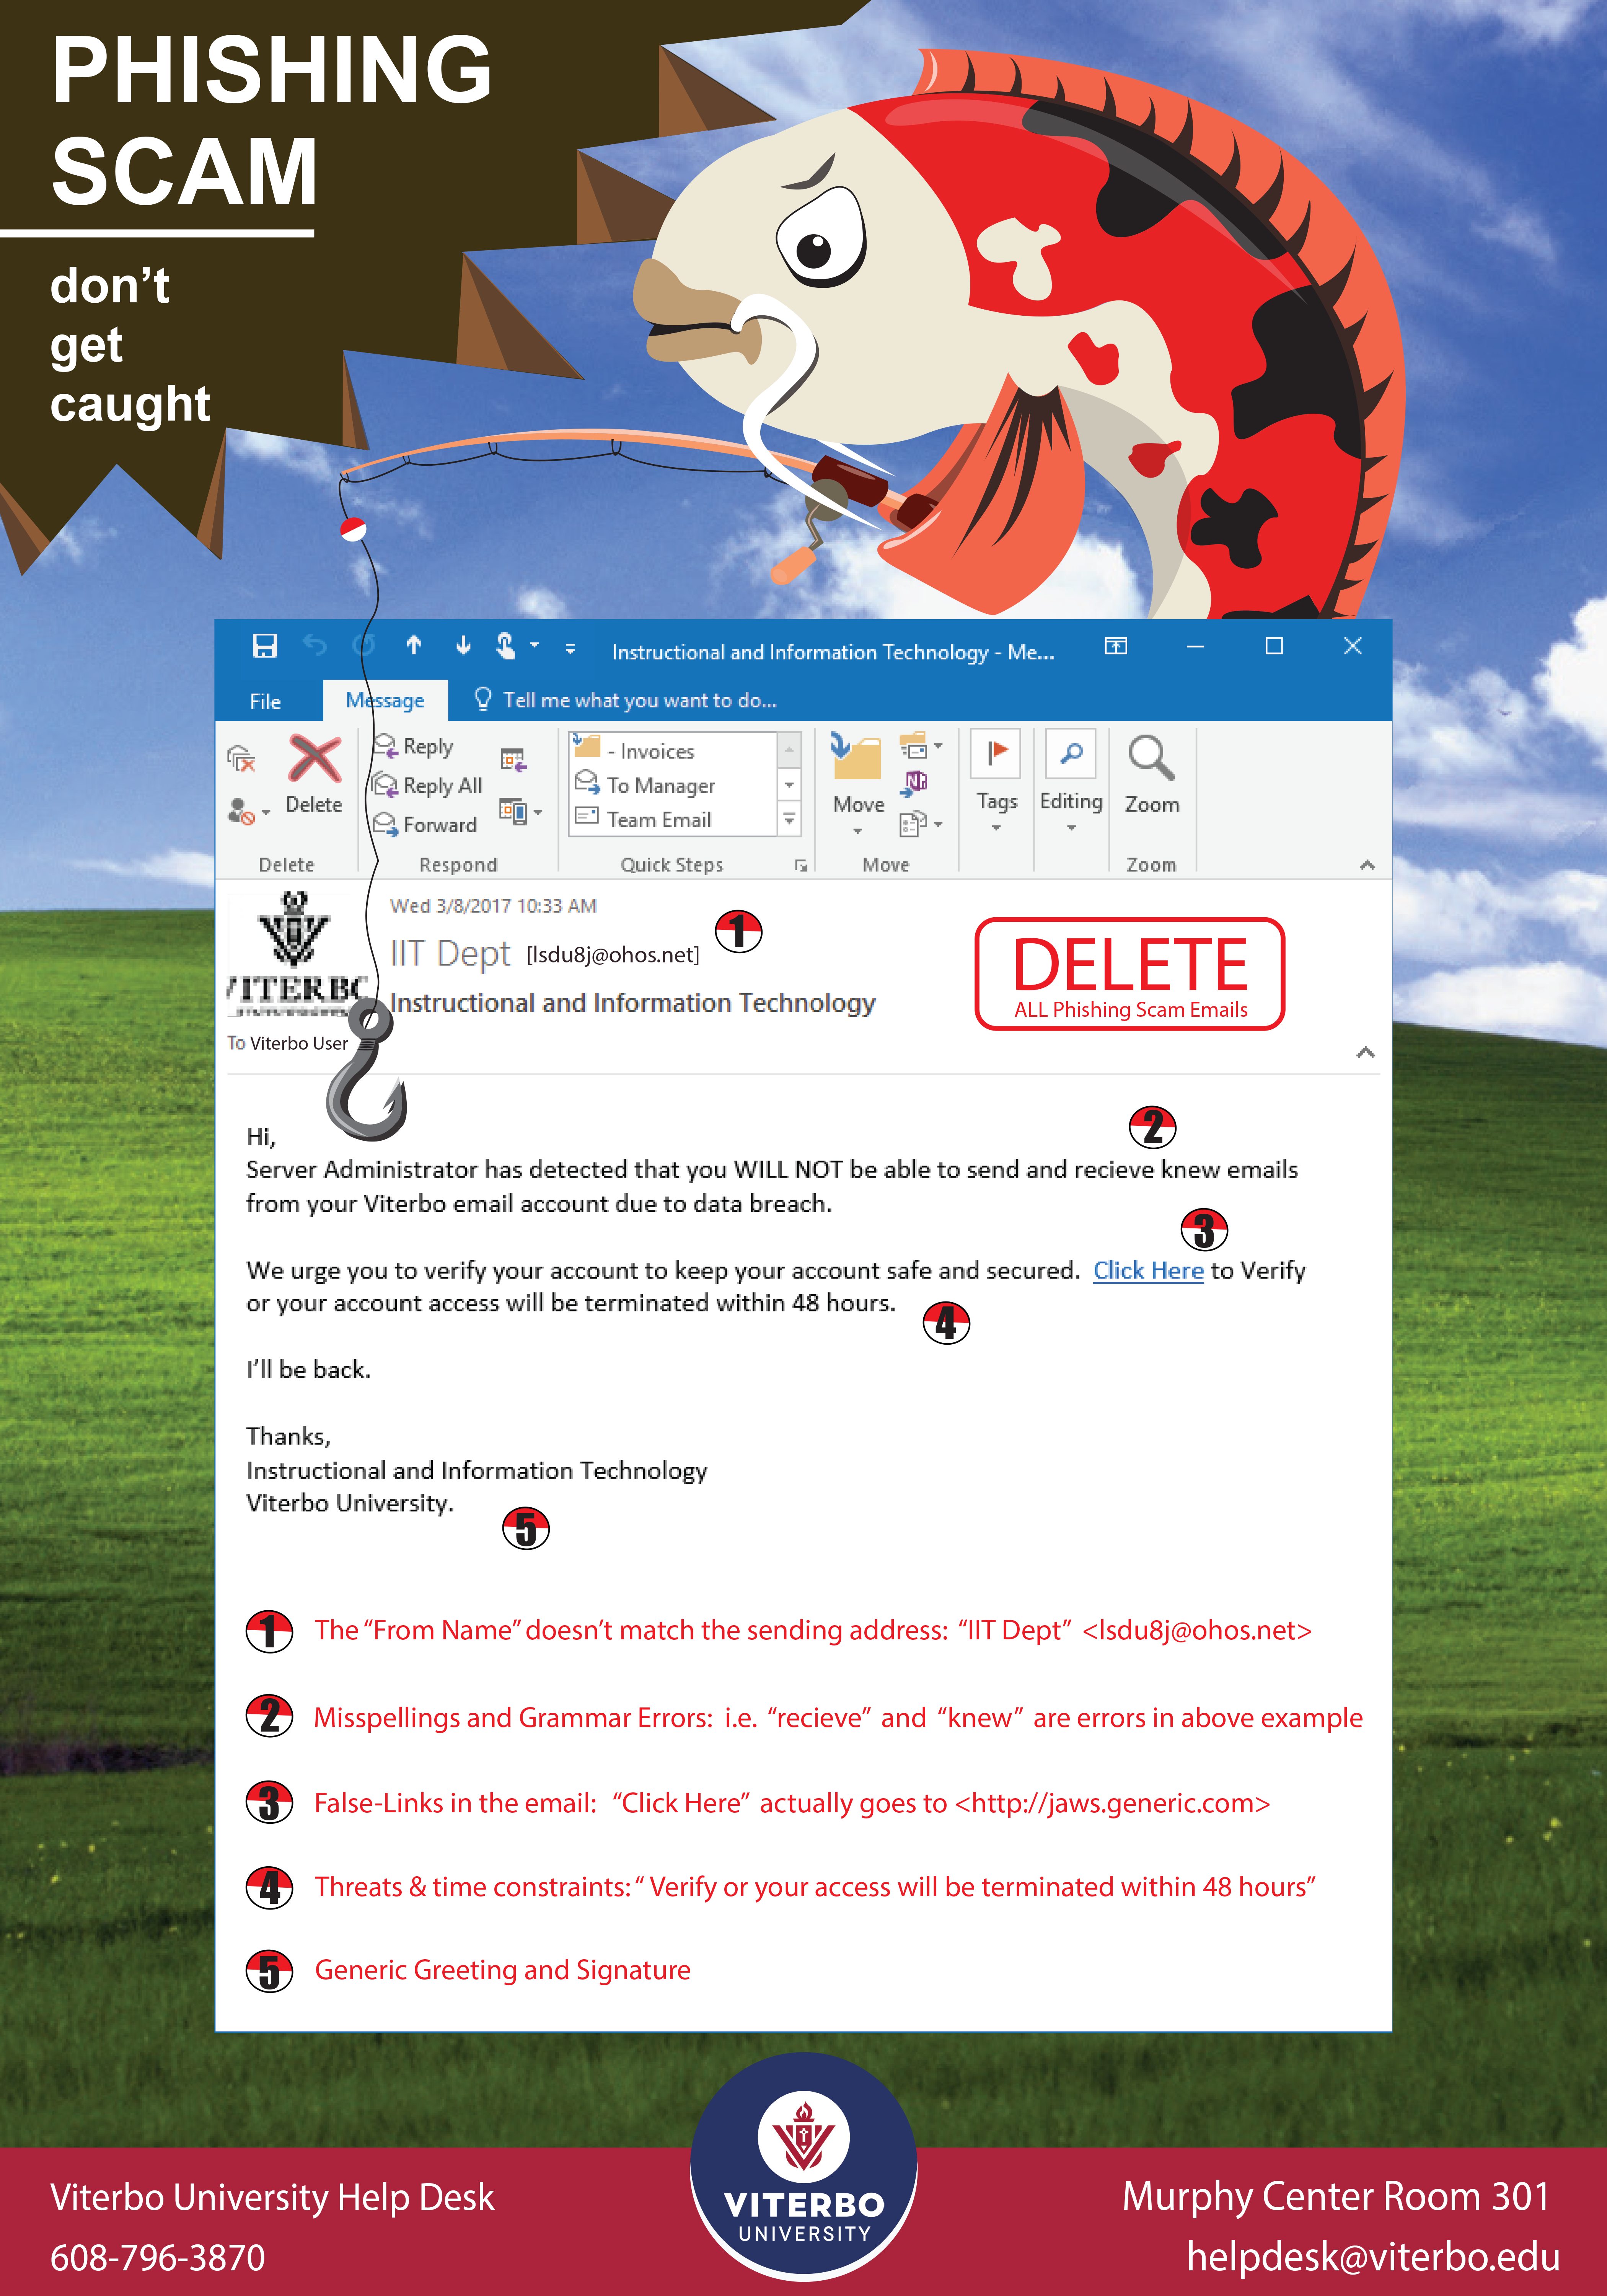 PHISHING
SCAM
don't
get
caught
Instructional and Information Technology - Me...
File
Message
Tell me what you want to do...
Delete
Reply
Reply All
Forward
- Invoices
To Manager
Team Email
Move
Tags
Editing
Zoom
Delete
Respond
Quick Steps
Move
Zoom
Wed 3/8/2017 10:33 AM
IIT Dept [lsdu8j@ohos.net]
1
Instructional and Information Technology
DELETE
ALL Phishing Scam Emails
VITERBO
UNIVERSITY
To Viterbo User
Hi,
2
Server Administrator has detected that you WILL NOT be able to send and recieve knew emails
from your Viterbo email account due to data breach.
3
We urge you to verify your account to keep your account safe and secured. Click Here to Verify
or your account access will be terminated within 48 hours.
4
I'll be back.
Thanks,
Instructional and Information Technology
Viterbo University.
5
1 The “From Name” doesn't match the sending address: “IIT Dept” <lsdu8j@ohos.net>
2 Misspellings and Grammar Errors: i.e. “recieve” and “knew” are errors in above example
3 False-Links in the email: “Click Here” actually goes to <http://jaws.generic.com>
4 Threats & time constraints: “ Verify or your access will be terminated within 48 hours”
5 Generic Greeting and Signature
Viterbo University Help Desk
608-796-3870
VITERBO
UNIVERSITY
Murphy Center Room 301
helpdesk@viterbo.edu